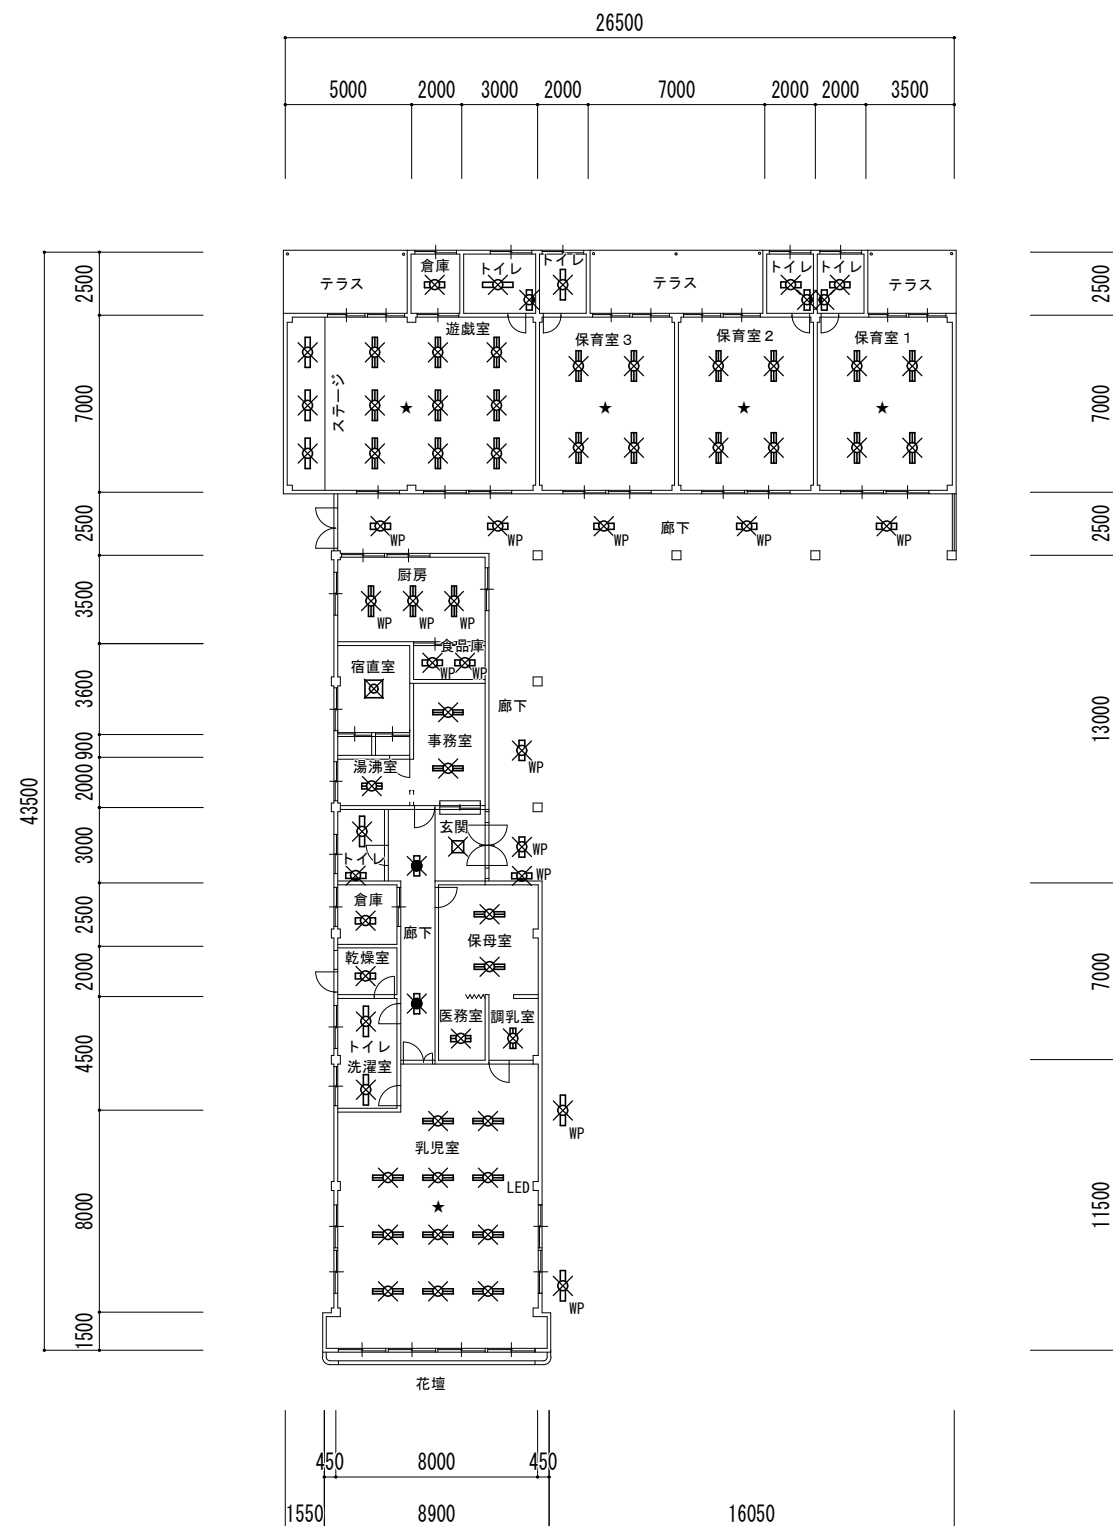 26500
5000 2000 3000 2000 7000 2000 2000 3500
2500
7000
2500
3500
3600
900
2000
3000
2500
2000
4500
8000
1500
43500
テラス
倉庫
トイレ
トイレ
テラス
トイレ
トイレ
テラス
遊戯室
ステージ
★
保育室3
★
保育室2
★
保育室1
★
WP WP WP WP WP
廊下
厨房
WP WP WP
食品庫
WP WP
宿直室
廊下
事務室
WP
湯沸室
玄関
WP
WP
トイレ
倉庫
廊下
保母室
乾燥室
医務室
調乳室
トイレ
洗濯室
WP
乳児室
LED
★
WP
花壇
2500
7000
2500
13000
7000
11500
450 8000 450
1550 8900 16050